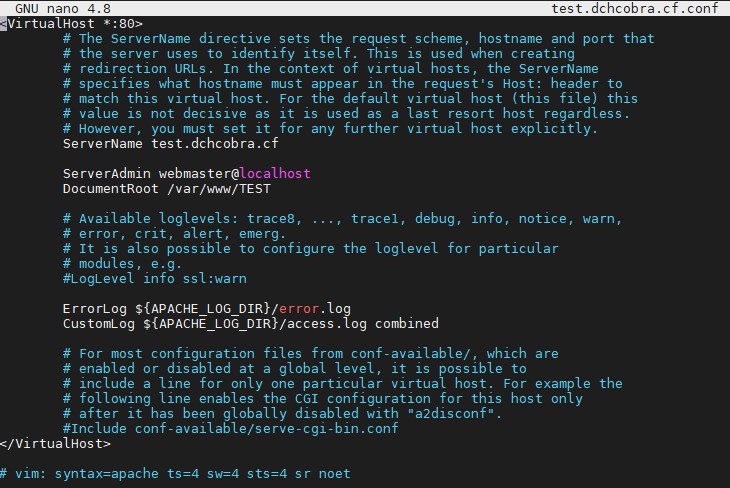 GNU nano 4.8 test.dchcobra.cf.conf
<VirtualHost *:80>
# The ServerName directive sets the request scheme, hostname and port that
# the server uses to identify itself. This is used when creating
# redirection URLs. In the context of virtual hosts, the ServerName
# specifies what hostname must appear in the request's Host: header to
# match this virtual host. For the default virtual host (this file) this
# value is not decisive as it is used as a last resort host regardless.
# However, you must set it for any further virtual host explicitly.
ServerName test.dchcobra.cf
ServerAdmin webmaster@localhost
DocumentRoot /var/www/TEST
# Available loglevels: trace8, ..., trace1, debug, info, notice, warn,
# error, crit, alert, emerg.
# It is also possible to configure the loglevel for particular
# modules, e.g.
#LogLevel info ssl:warn
ErrorLog ${APACHE_LOG_DIR}/error.log
CustomLog ${APACHE_LOG_DIR}/access.log combined
# For most configuration files from conf-available/, which are
# enabled or disabled at a global level, it is possible to
# include a line for only one particular virtual host. For example the
# following line enables the CGI configuration for this host only
# after it has been globally disabled with "a2disconf".
#Include conf-available/serve-cgi-bin.conf
</VirtualHost>
# vim: syntax=apache ts=4 sw=4 sts=4 sr noet